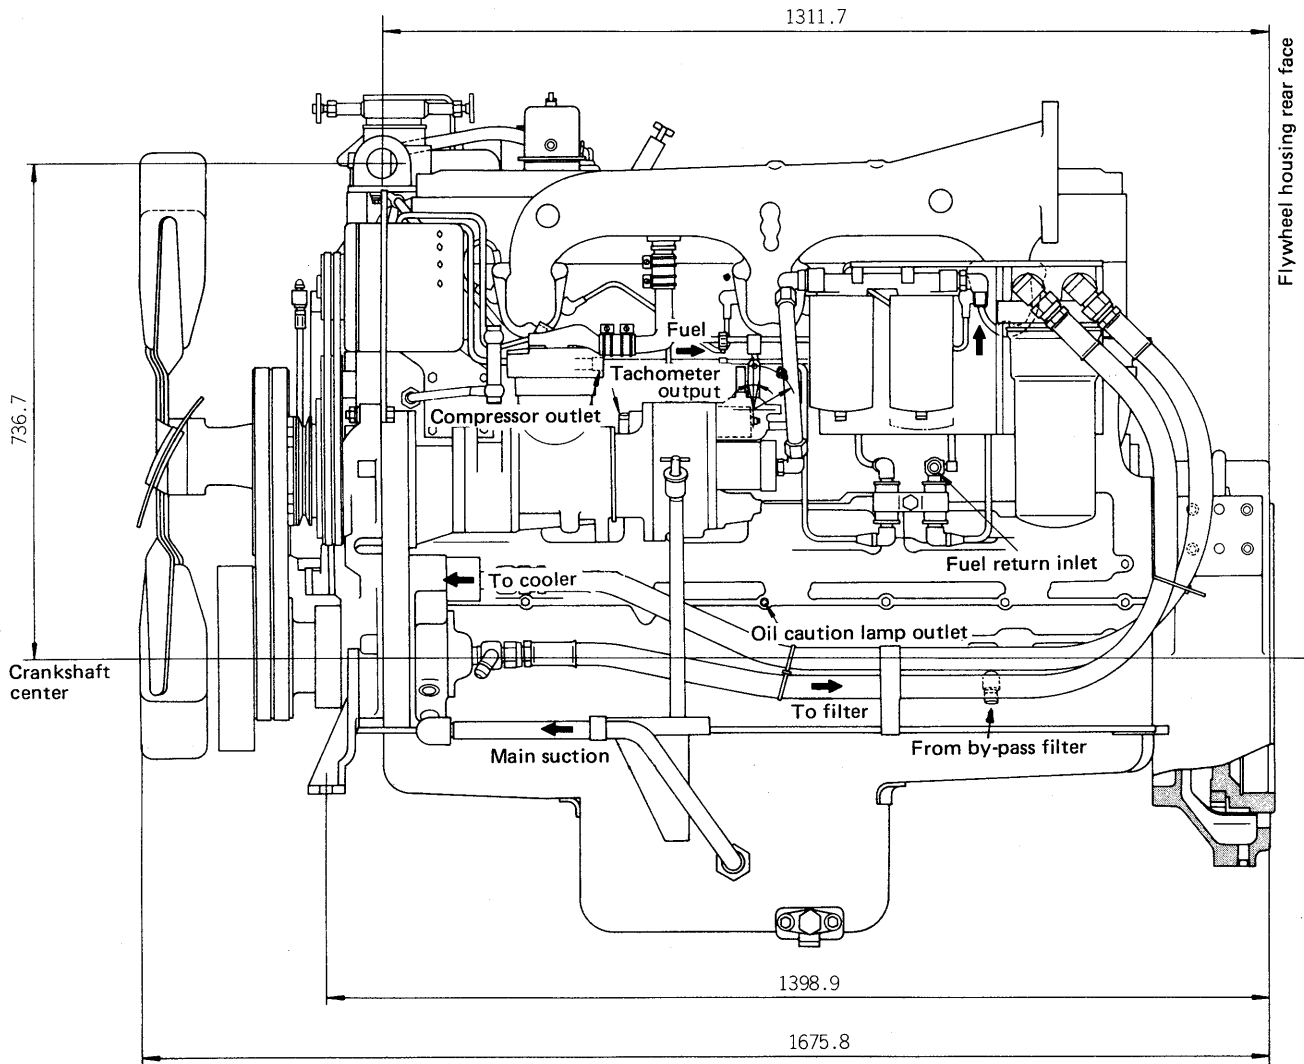 1311.7
Flywheel housing rear face
736.7
Fuel
Tachometer
output
Compressor outlet
Fuel return inlet
To cooler
Oil caution lamp outlet
Crankshaft
center
To filter
From by-pass filter
Main suction
1398.9
1675.8